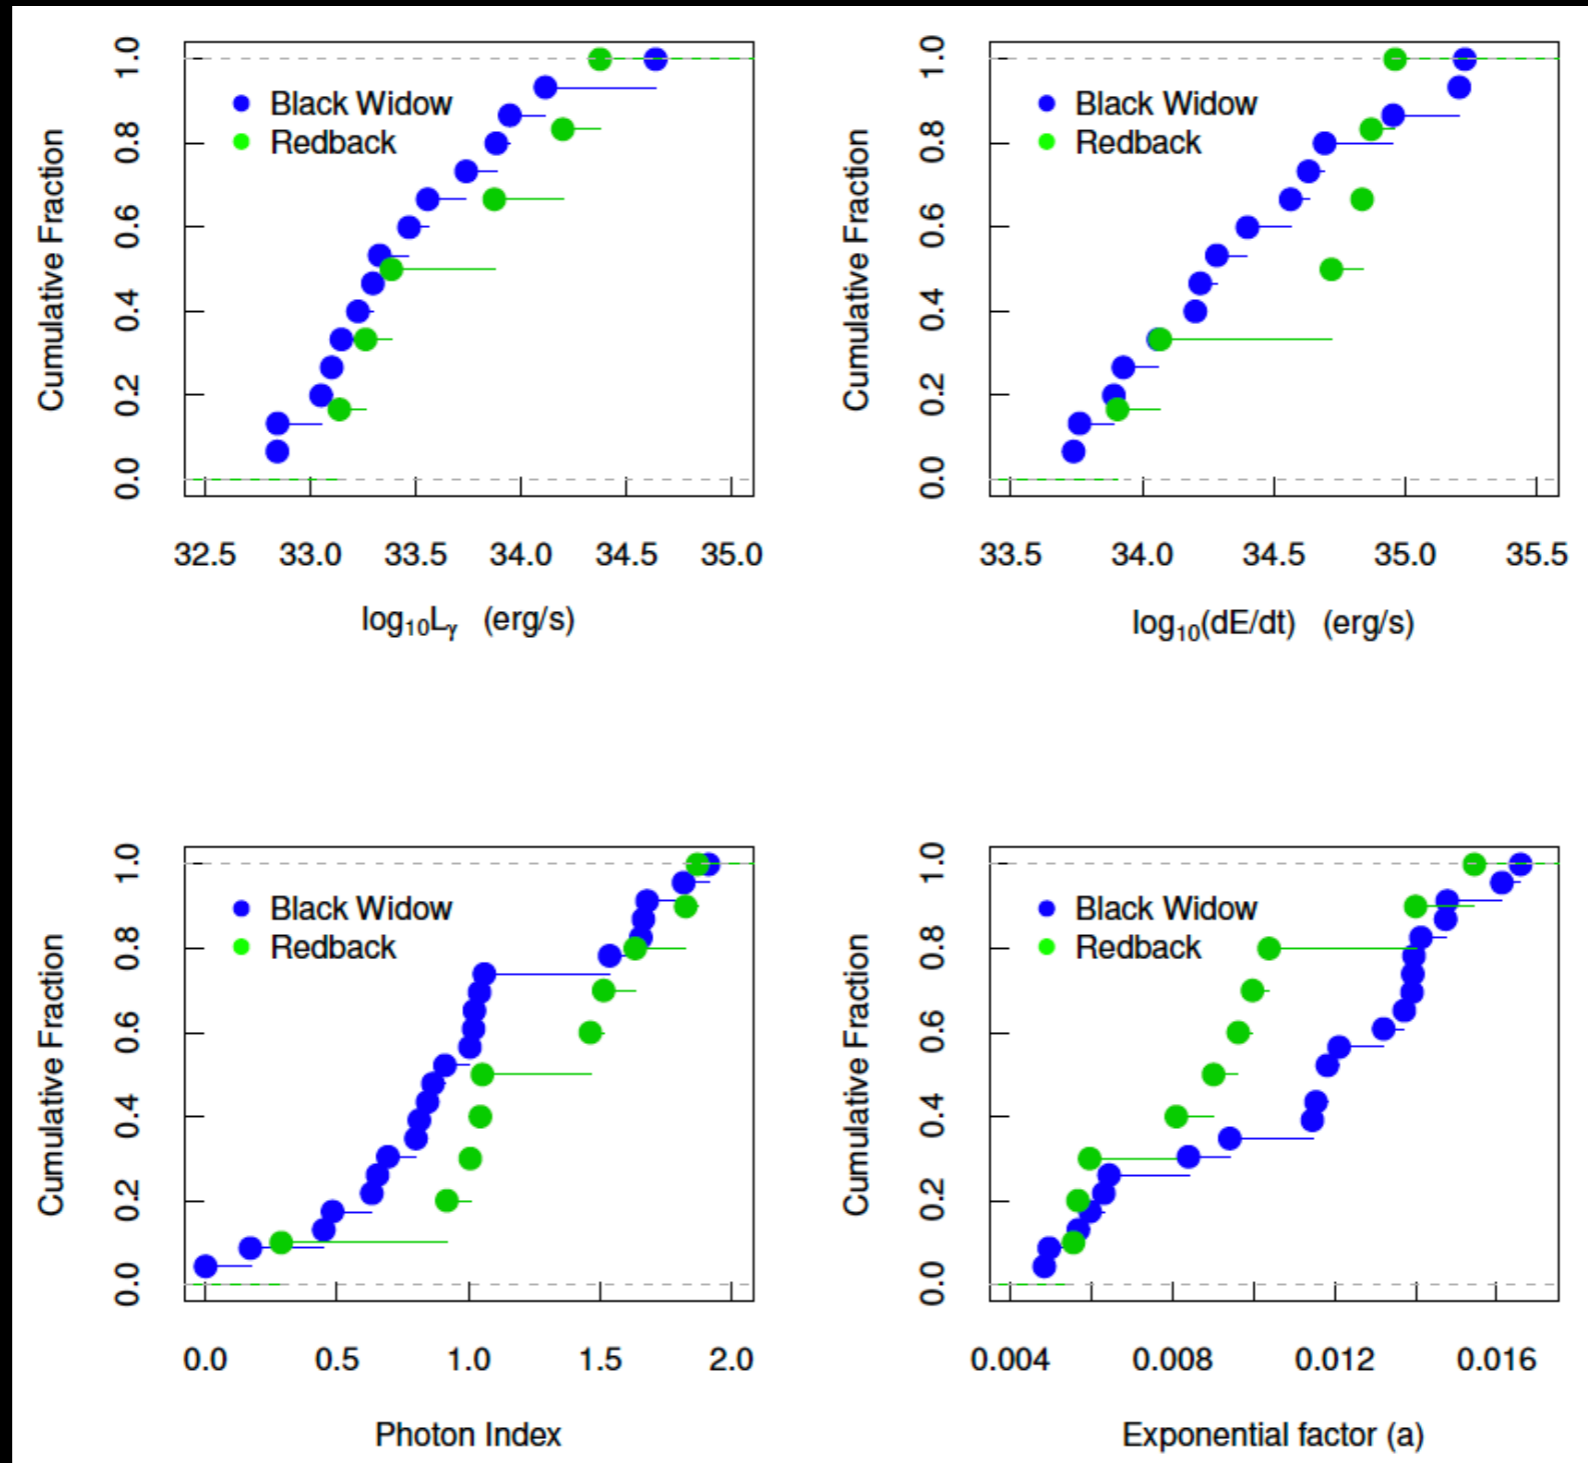 1.0
0.8
0.6
0.4
0.2
0.0
Cumulative Fraction
Black Widow
Redback
32.5 33.0 33.5 34.0 34.5 35.0
log₁₀Lᵧ (erg/s)
1.0
0.8
0.6
0.4
0.2
0.0
Cumulative Fraction
Black Widow
Redback
33.5 34.0 34.5 35.0 35.5
log₁₀(dE/dt) (erg/s)
1.0
0.8
0.6
0.4
0.2
0.0
Cumulative Fraction
Black Widow
Redback
0.0 0.5 1.0 1.5 2.0
Photon Index
1.0
0.8
0.6
0.4
0.2
0.0
Cumulative Fraction
Black Widow
Redback
0.004 0.008 0.012 0.016
Exponential factor (a)